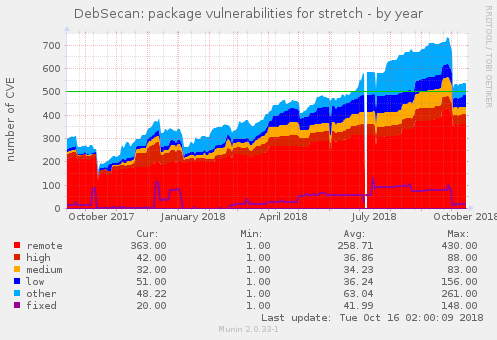 DebSecan: package vulnerabilities for stretch - by year
RRDTOOL / TOBI OETIKER
number of CVE
700
600
500
400
300
200
100
0
October 2017 January 2018 April 2018 July 2018 October 2018
Cur: Min: Avg: Max:
remote 363.00 1.00 258.71 430.00
high 42.00 1.00 36.86 88.00
medium 32.00 1.00 34.23 83.00
low 51.00 1.00 36.24 156.00
other 48.22 1.00 63.04 261.00
fixed 20.00 1.00 41.99 148.00
Last update: Tue Oct 16 02:00:09 2018
Munin 2.0.33-1